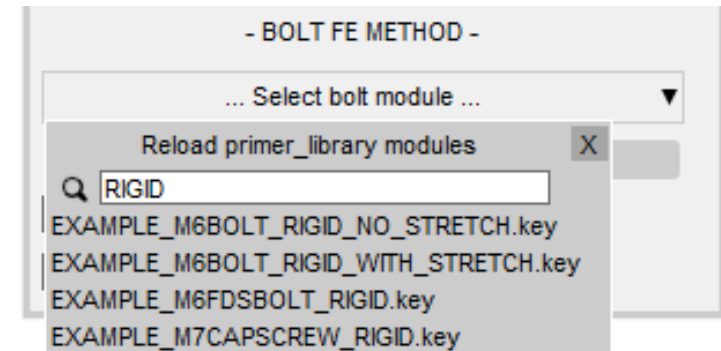 - BOLT FE METHOD -
... Select bolt module ... ▼
Reload primer_library modules X
RIGID
EXAMPLE_M6BOLT_RIGID_NO_STRETCH.key
EXAMPLE_M6BOLT_RIGID_WITH_STRETCH.key
EXAMPLE_M6FDSBOLT_RIGID.key
EXAMPLE_M7CAPSCREW_RIGID.key